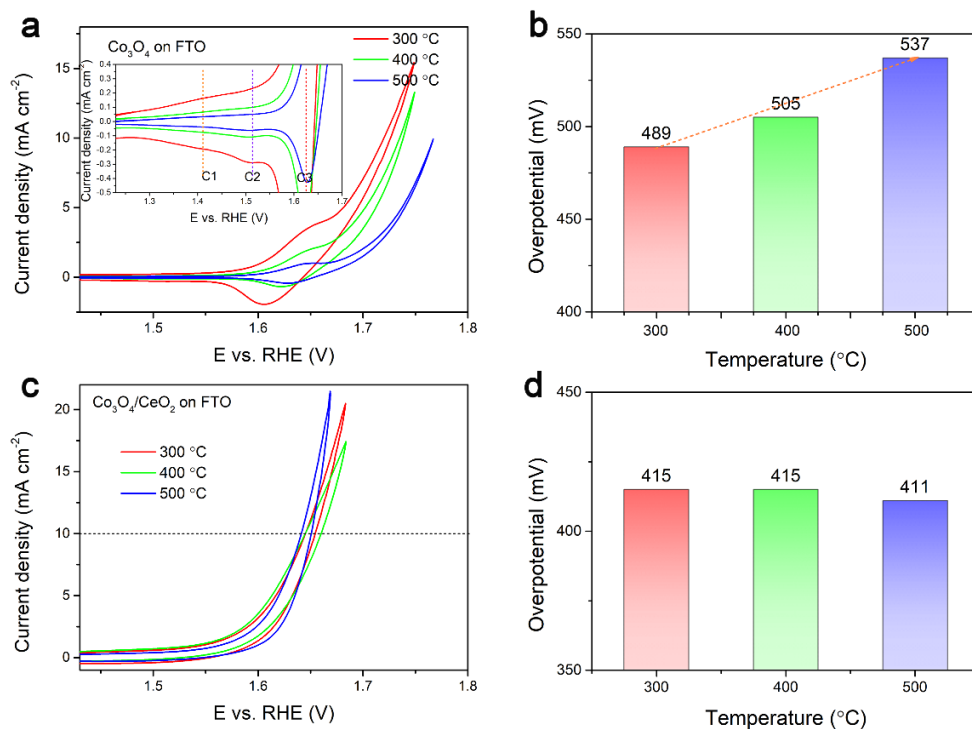 a
Co₃O₄ on FTO
300 °C
400 °C
500 °C
Current density (mA cm⁻²)
15
10
5
0
1.5
1.6
1.7
1.8
E vs. RHE (V)
Current density (mA cm⁻²)
0.4
0.3
0.2
0.1
0.0
-0.1
-0.2
-0.3
-0.4
-0.5
C1
C2
C3
1.3
1.4
1.5
1.6
1.7
E vs. RHE (V)
b
Overpotential (mV)
550
500
450
400
489
505
537
300
400
500
Temperature (°C)
c
Co₃O₄/CeO₂ on FTO
300 °C
400 °C
500 °C
Current density (mA cm⁻²)
20
15
10
5
0
1.5
1.6
1.7
1.8
E vs. RHE (V)
d
Overpotential (mV)
450
400
350
415
415
411
300
400
500
Temperature (°C)